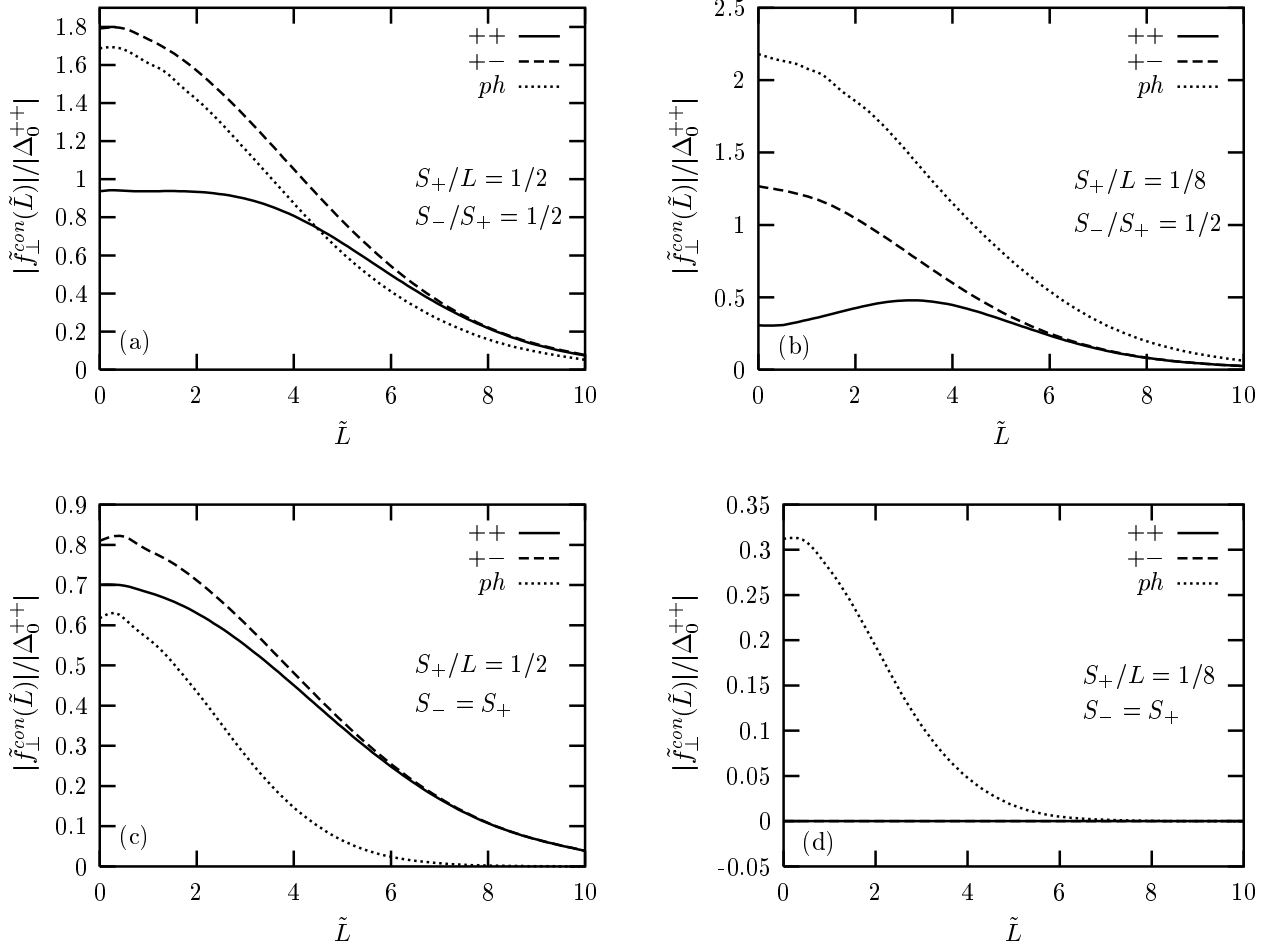 1.8
1.6
1.4
1.2
1
0.8
0.6
0.4
0.2
0
0 2 4 6 8 10
|f̃⊥^con(L̃)|/|Δ₀⁺⁺|
L̃
++
+−
ph
S₊/L = 1/2
S₋/S₊ = 1/2
(a)
2.5
2
1.5
1
0.5
0
0 2 4 6 8 10
|f̃⊥^con(L̃)|/|Δ₀⁺⁺|
L̃
++
+−
ph
S₊/L = 1/8
S₋/S₊ = 1/2
(b)
0.9
0.8
0.7
0.6
0.5
0.4
0.3
0.2
0.1
0
0 2 4 6 8 10
|f̃⊥^con(L̃)|/|Δ₀⁺⁺|
L̃
++
+−
ph
S₊/L = 1/2
S₋ = S₊
(c)
0.35
0.3
0.25
0.2
0.15
0.1
0.05
0
-0.05
0 2 4 6 8 10
|f̃⊥^con(L̃)|/|Δ₀⁺⁺|
L̃
++
+−
ph
S₊/L = 1/8
S₋ = S₊
(d)